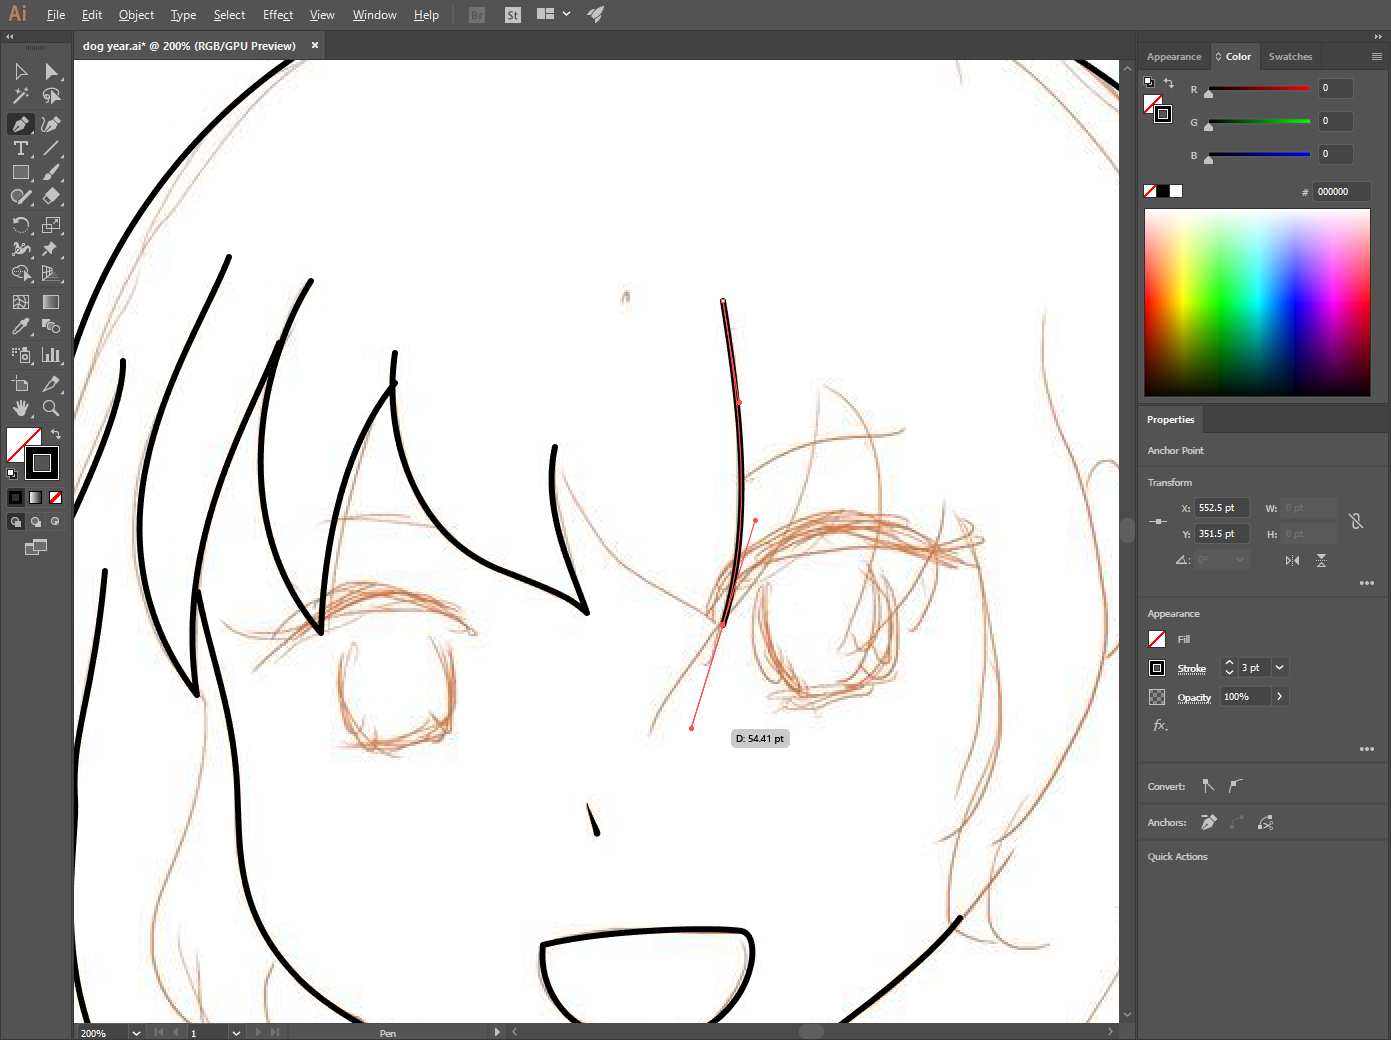 Ai File Edit Object Type Select Effect View Window Help Br St
dog year.ai* @ 200% (RGB/GPU Preview) ×
Appearance Color Swatches
R 0
G 0
B 0
# 000000
Properties
Anchor Point
Transform
X: 552.5 pt W: 0 pt
Y: 351.5 pt H: 0 pt
0°
Appearance
Fill
Stroke 3 pt
Opacity 100%
fx.
D: 54.41 pt
Convert:
Anchors:
Quick Actions
200% 1 Pen